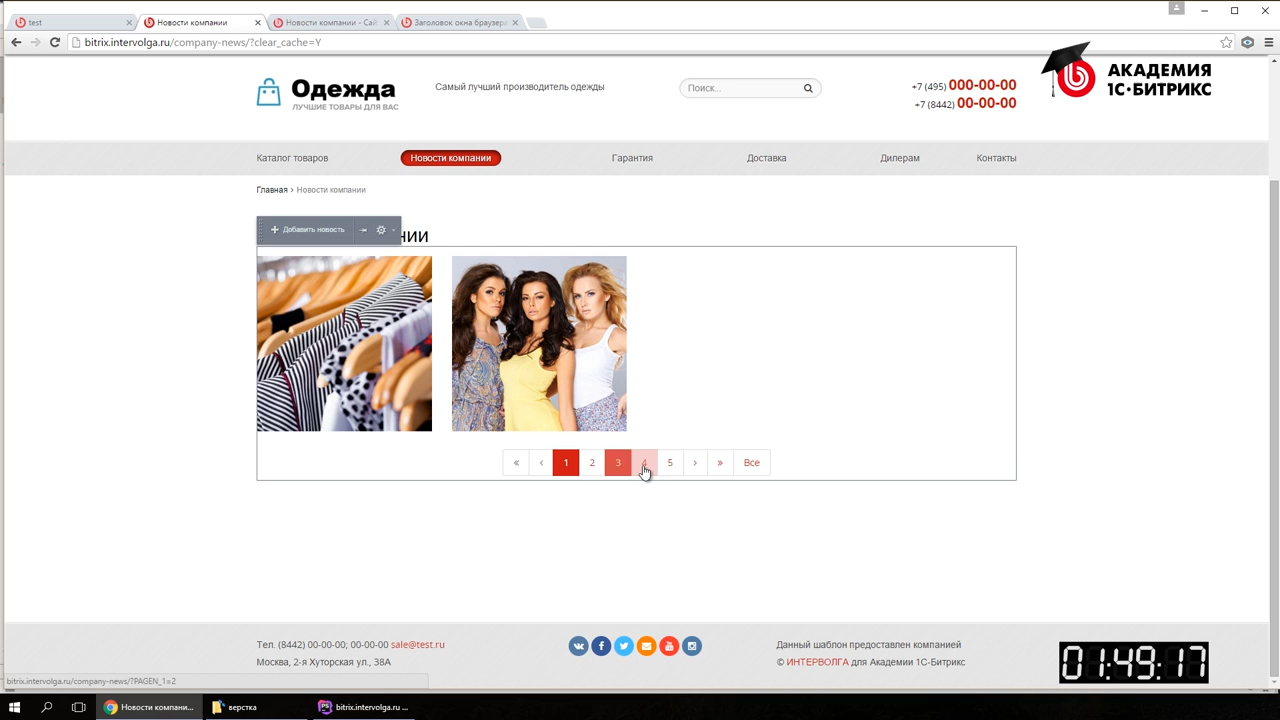 test
Новости компании
Новости компании - Сай
Заголовок окна браузера
bitrix.intervolga.ru/company-news/?clear_cache=Y
Одежда
ЛУЧШИЕ ТОВАРЫ ДЛЯ ВАС
Самый лучший производитель одежды
Поиск...
+7 (495) 000-00-00
+7 (8442) 00-00-00
АКАДЕМИЯ
1С•БИТРИКС
Каталог товаров
Новости компании
Гарантия
Доставка
Дилерам
Контакты
Главная › Новости компании
Добавить новость
НИИ
« ‹ 1 2 3 4 5 › » Все
Тел. (8442) 00-00-00; 00-00-00 sale@test.ru
Москва, 2-я Хуторская ул., 38А
Данный шаблон предоставлен компанией
© ИНТЕРВОЛГА для Академии 1С-Битрикс
01:49:17
bitrix.intervolga.ru/company-news/?PAGEN_1=2
Новости компани...
верстка
bitrix.intervolga.ru ...